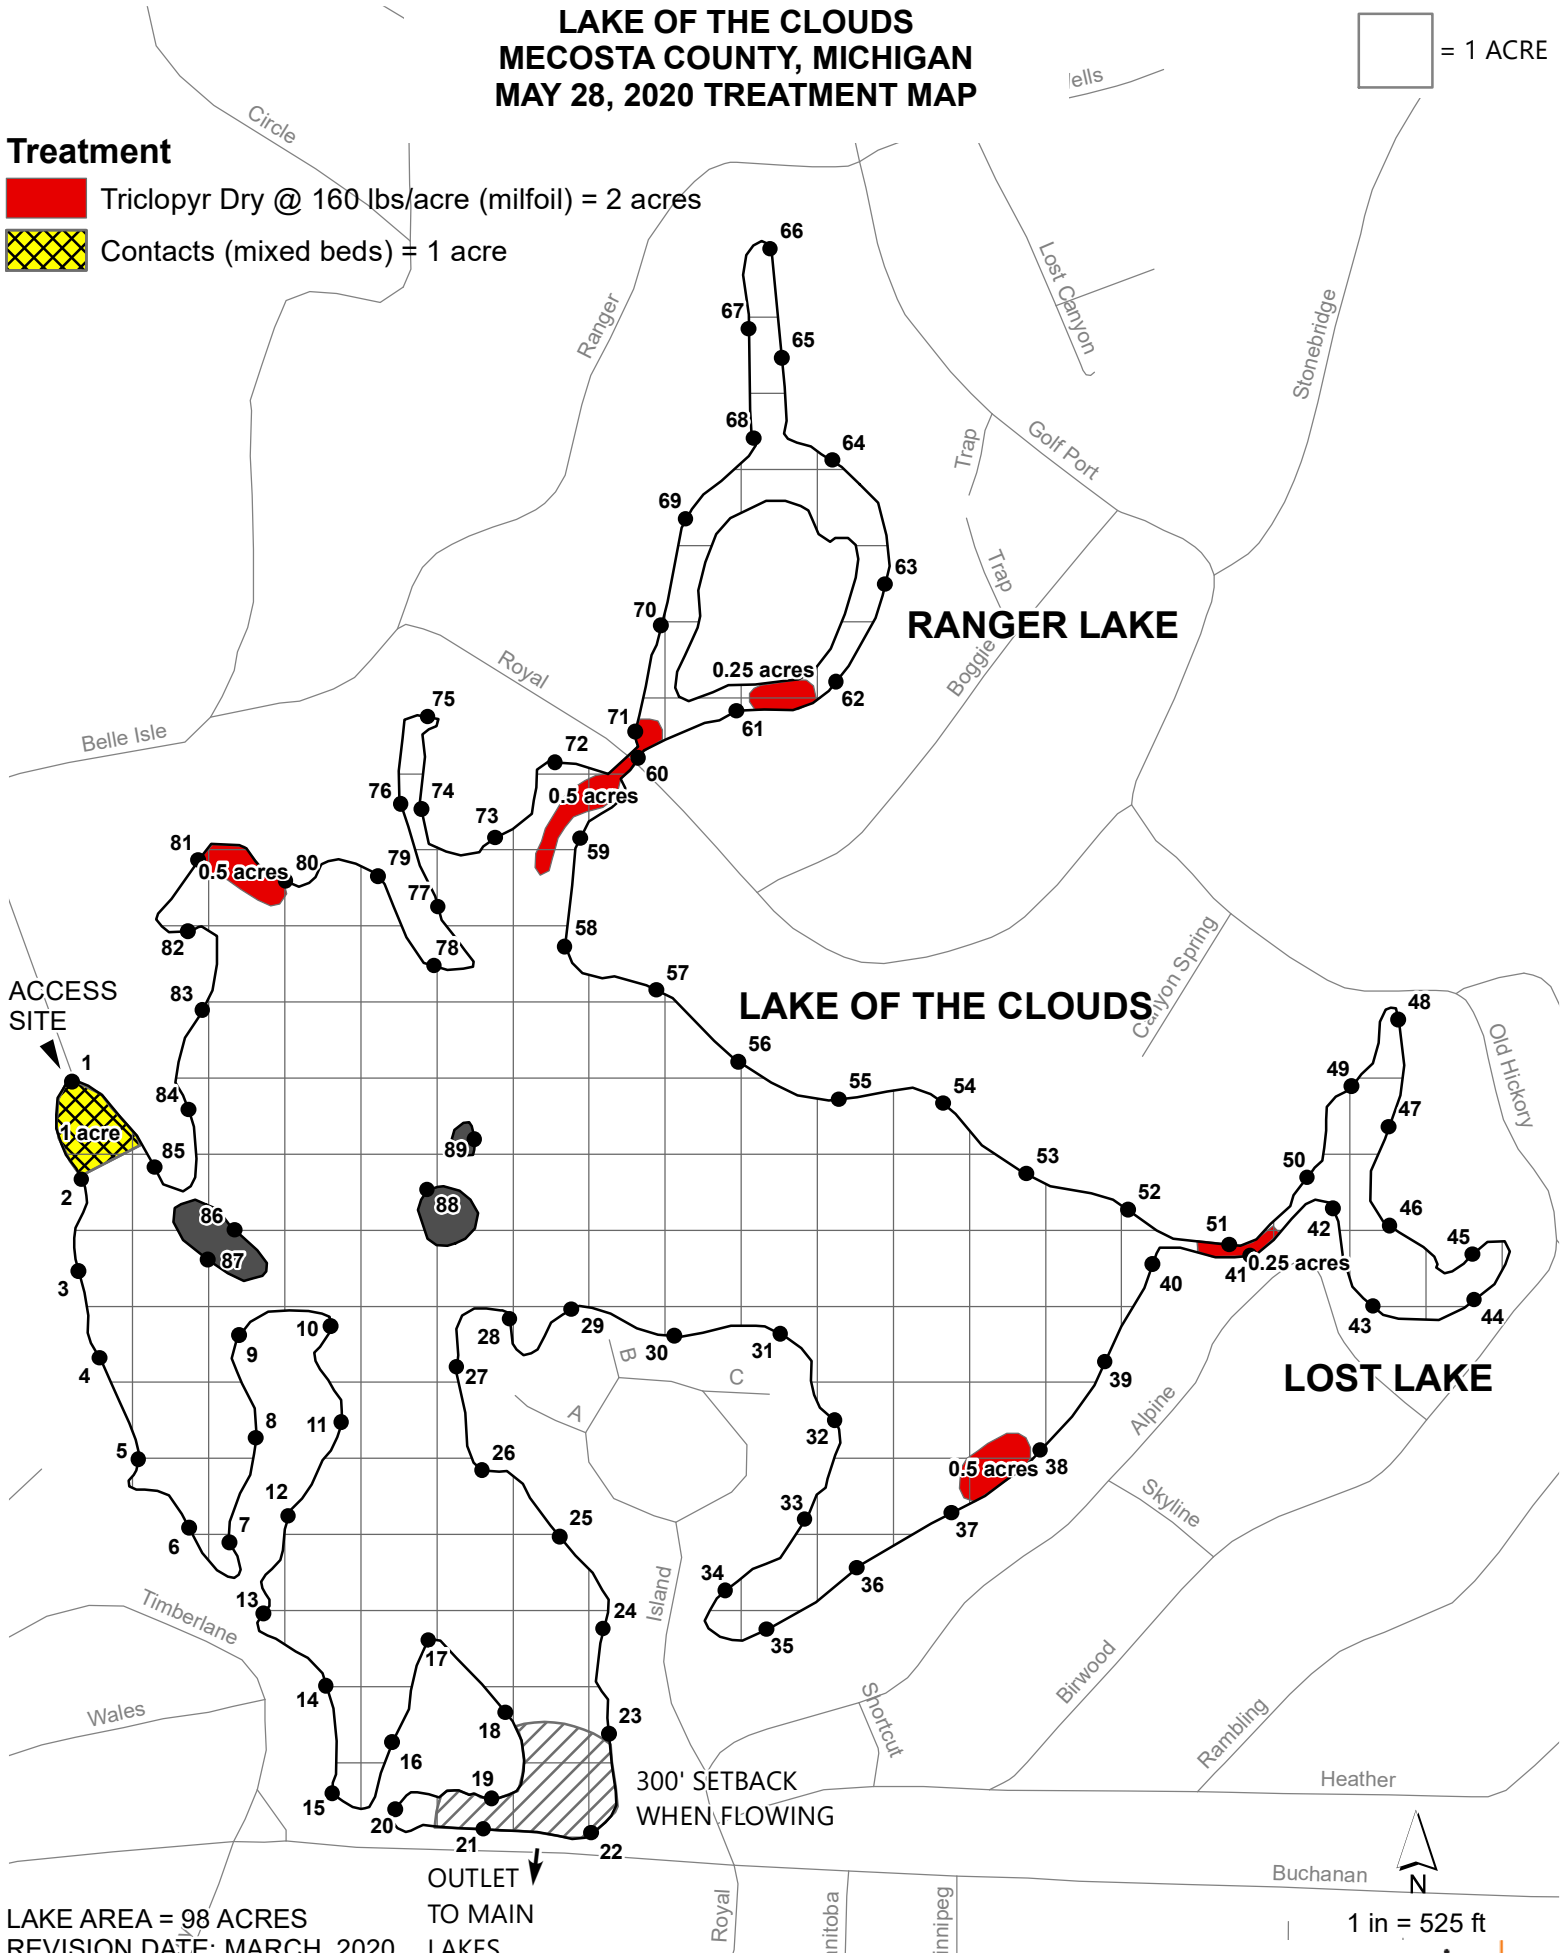 LAKE OF THE CLOUDS
MECOSTA COUNTY, MICHIGAN
MAY 28, 2020 TREATMENT MAP
= 1 ACRE
Treatment
Triclopyr Dry @ 160 lbs/acre (milfoil) = 2 acres
Contacts (mixed beds) = 1 acre
Circle
ells
Ranger
Lost Canyon
Stonebridge
66
67
65
68
64
Trap
Golf Port
69
Trap
63
70
RANGER LAKE
Royal
Boggie
0.25 acres
62
75
71
61
Belle Isle
72
60
76
74
73
0.5 acres
59
81
80
79
0.5 acres
77
58
82
78
57
83
ACCESS
SITE
LAKE OF THE CLOUDS
Canyon Spring
48
Old Hickory
1
56
49
84
55
54
47
1 acre
89
85
53
50
2
88
52
86
51
42
46
45
87
41
0.25 acres
3
40
44
10
28
29
43
9
30
31
4
27
B
C
39
LOST LAKE
A
Alpine
8
11
32
5
26
0.5 acres
38
12
33
Skyline
7
25
37
6
34
36
13
Island
24
35
Timberlane
17
14
Birwood
Wales
18
23
Shortcut
Rambling
16
19
300' SETBACK
WHEN FLOWING
Heather
15
20
21
22
OUTLET
TO MAIN
LAKES
Buchanan
N
Royal
nitoba
nnipeg
LAKE AREA = 98 ACRES
REVISION DATE: MARCH, 2020
1 in = 525 ft